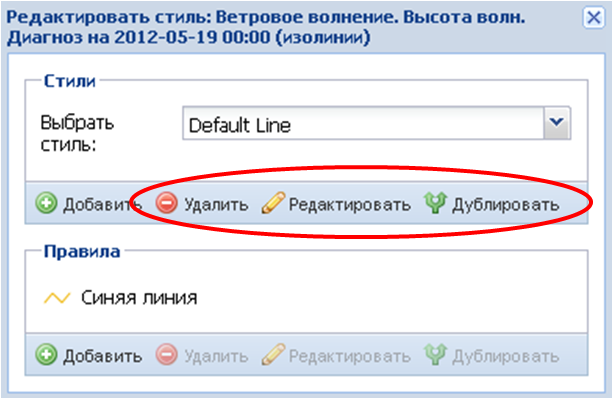 Редактировать стиль: Ветровое волнение. Высота волн.
Диагноз на 2012-05-19 00:00 (изолинии)
Стили
Выбрать
стиль:
Default Line
Добавить Удалить Редактировать Дублировать
Правила
Синяя линия
Добавить Удалить Редактировать Дублировать